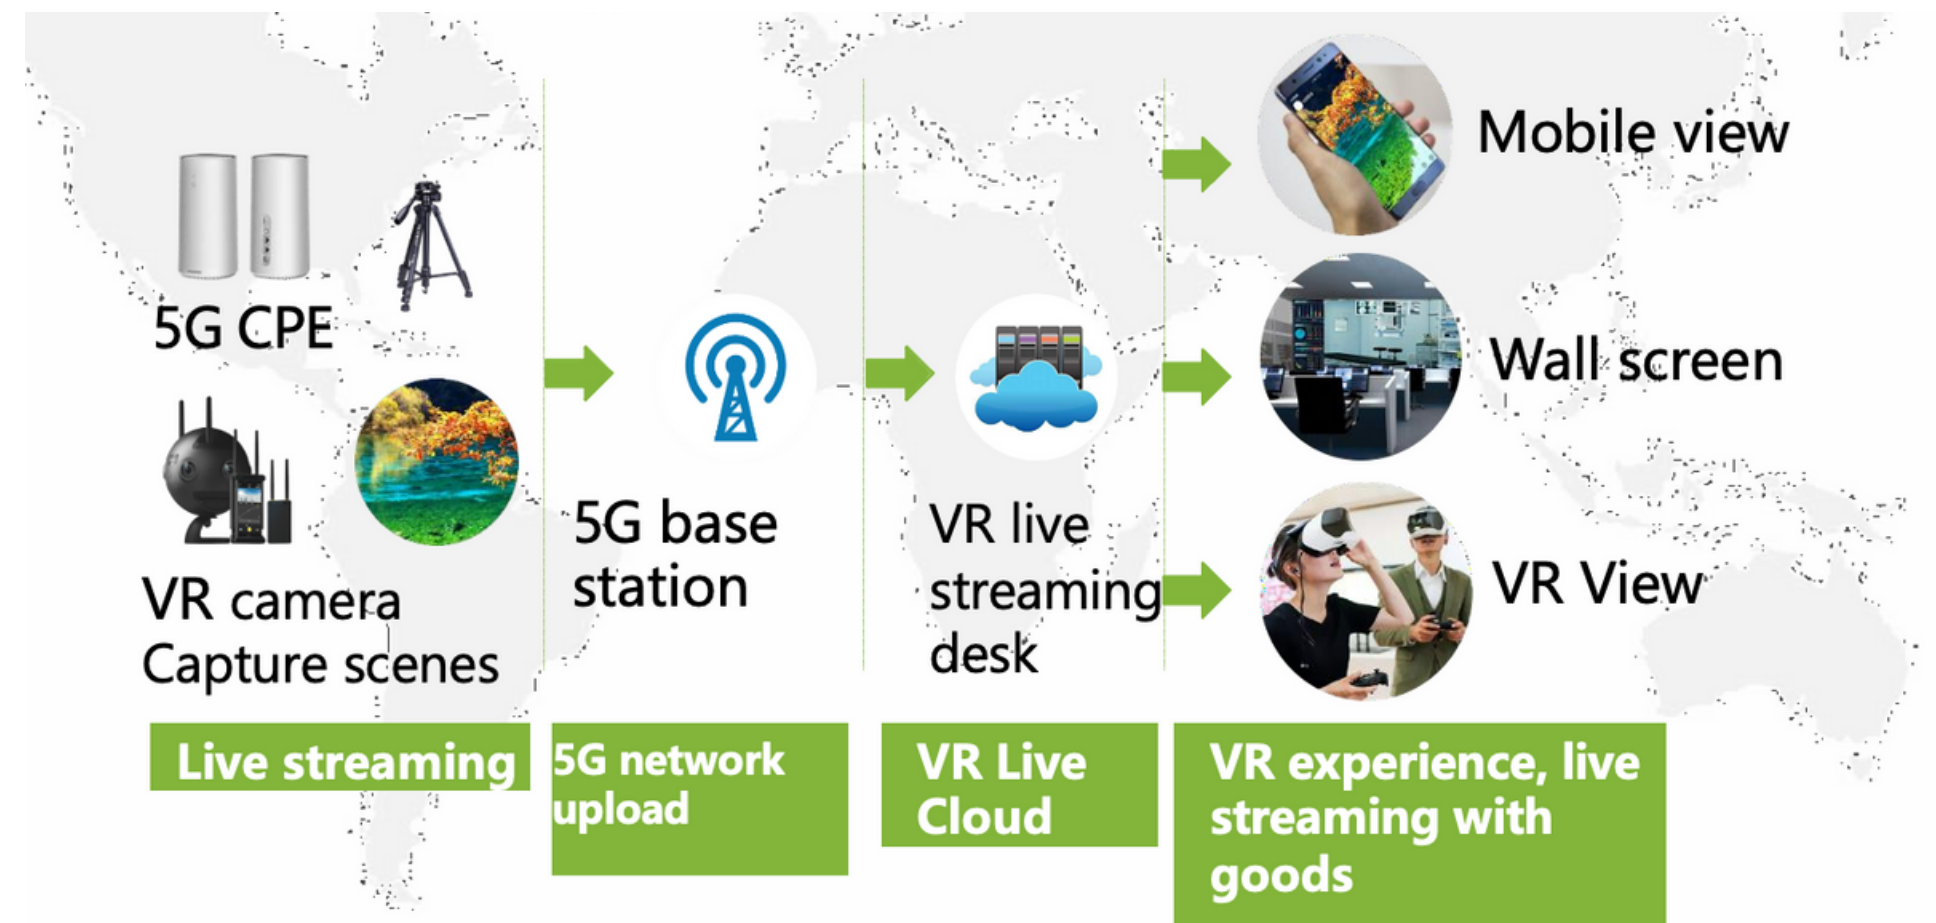 5G CPE
VR camera
Capture scenes
Live streaming
5G base
station
5G network
upload
VR live
streaming
desk
VR Live
Cloud
Mobile view
Wall screen
VR View
VR experience, live
streaming with
goods